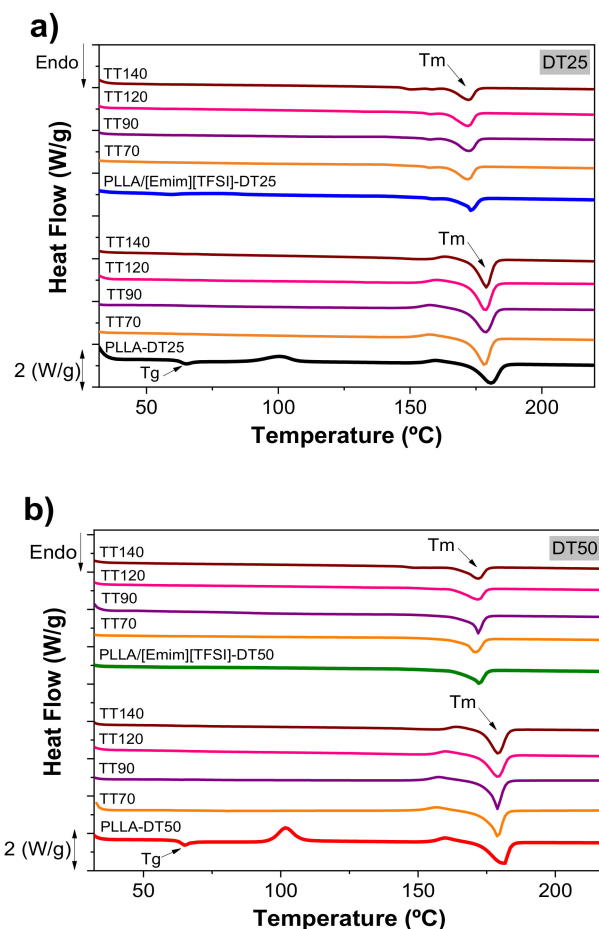 a)
Endo
DT25
Tm
TT140
TT120
TT90
TT70
PLLA/[Emim][TFSI]-DT25
Heat Flow (W/g)
TT140
Tm
TT120
TT90
TT70
PLLA-DT25
2 (W/g)
Tg
50 100 150 200
Temperature (ºC)
b)
Endo
DT50
Tm
TT140
TT120
TT90
TT70
PLLA/[Emim][TFSI]-DT50
Heat Flow (W/g)
Tm
TT140
TT120
TT90
TT70
PLLA-DT50
2 (W/g)
Tg
50 100 150 200
Temperature (ºC)